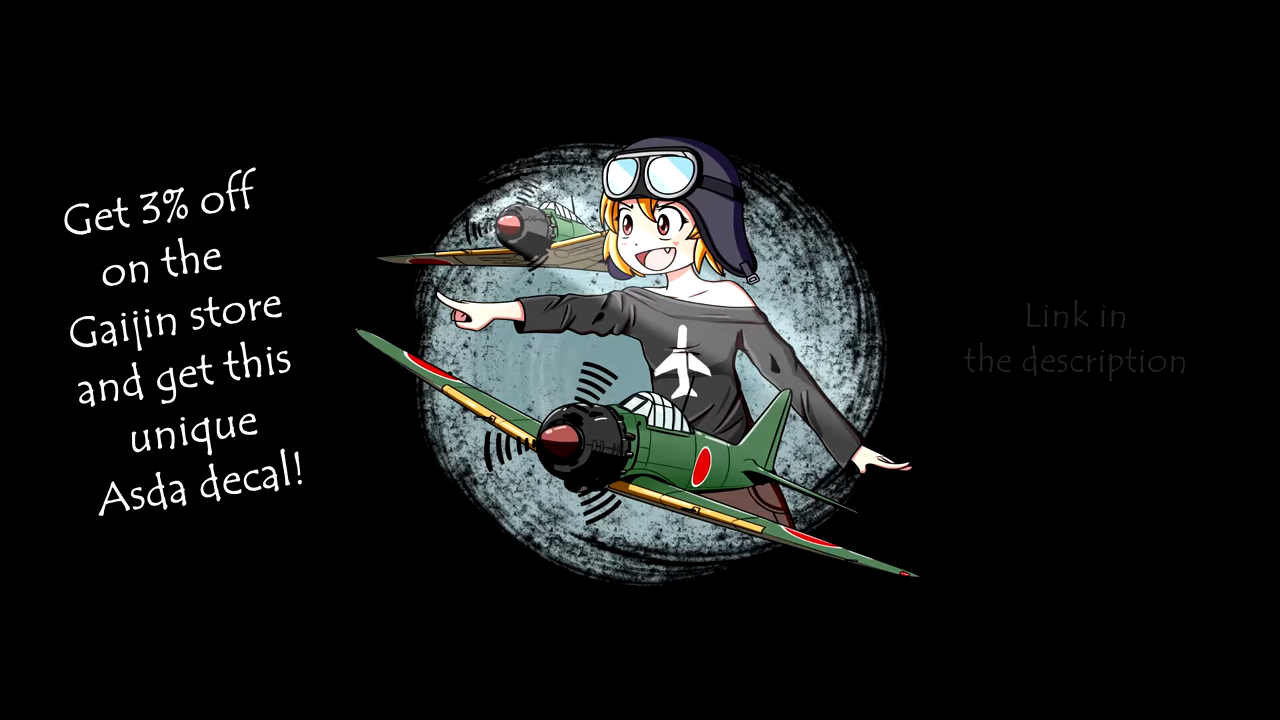 Get 3% off
on the
Gaijin store
and get this
unique
Asda decal!
Link in
the description